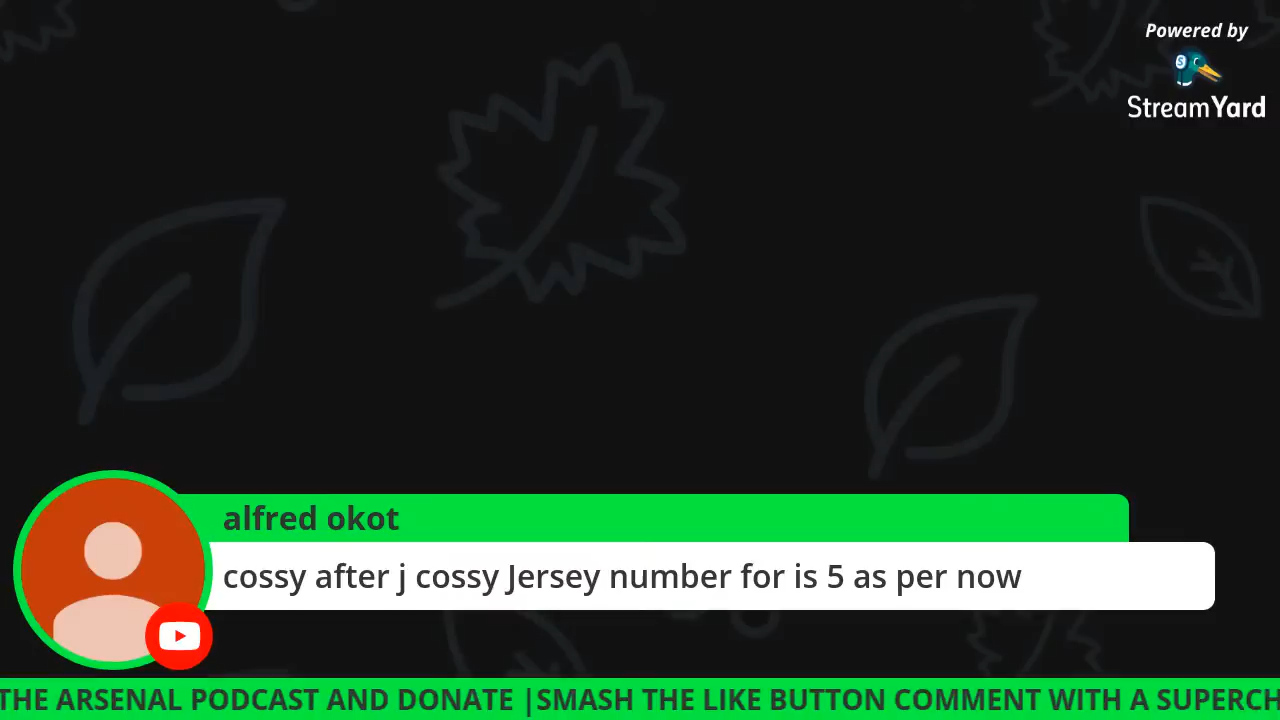 Powered by
StreamYard
alfred okot
cossy after j cossy Jersey number for is 5 as per now
THE ARSENAL PODCAST AND DONATE |SMASH THE LIKE BUTTON COMMENT WITH A SUPERCH